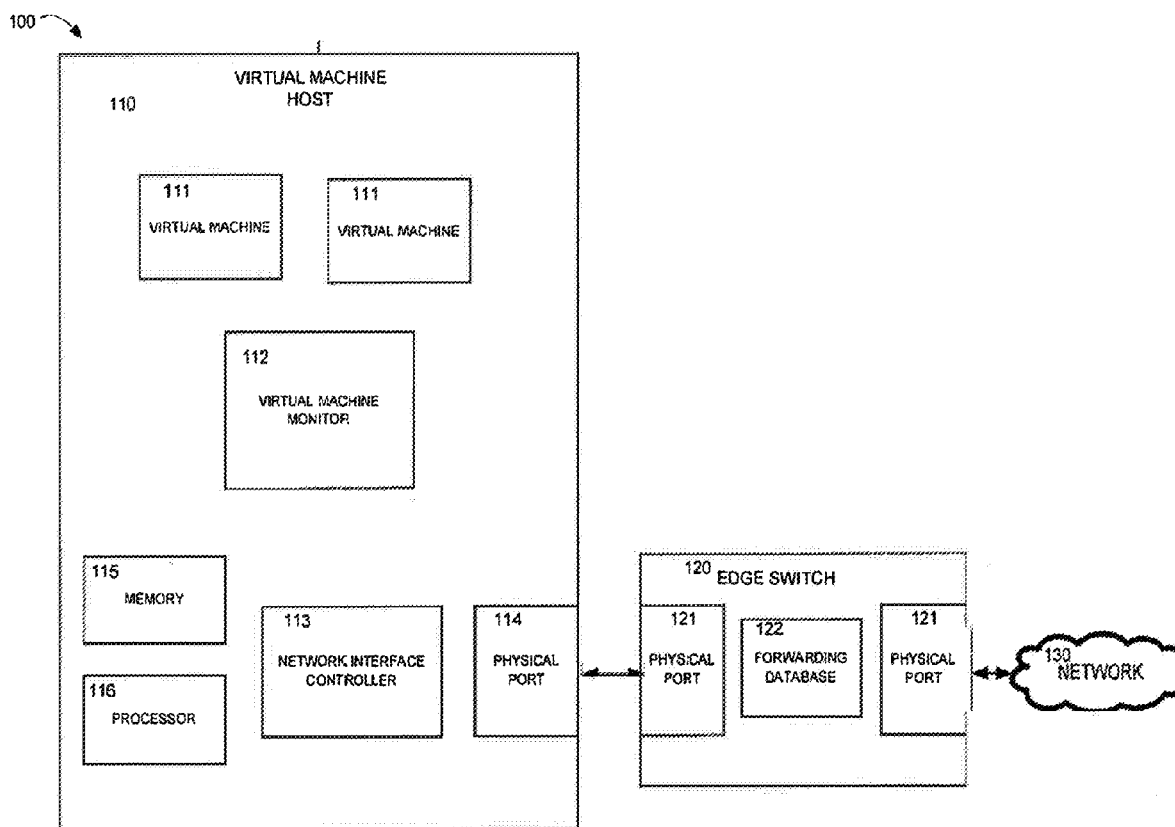 100
VIRTUAL MACHINE
HOST
110
111
VIRTUAL MACHINE
111
VIRTUAL MACHINE
112
VIRTUAL MACHINE
MONITOR
115
MEMORY
116
PROCESSOR
113
NETWORK INTERFACE
CONTROLLER
114
PHYSICAL
PORT
120
EDGE SWITCH
121
PHYSICAL
PORT
122
FORWARDING
DATABASE
121
PHYSICAL
PORT
130
NETWORK